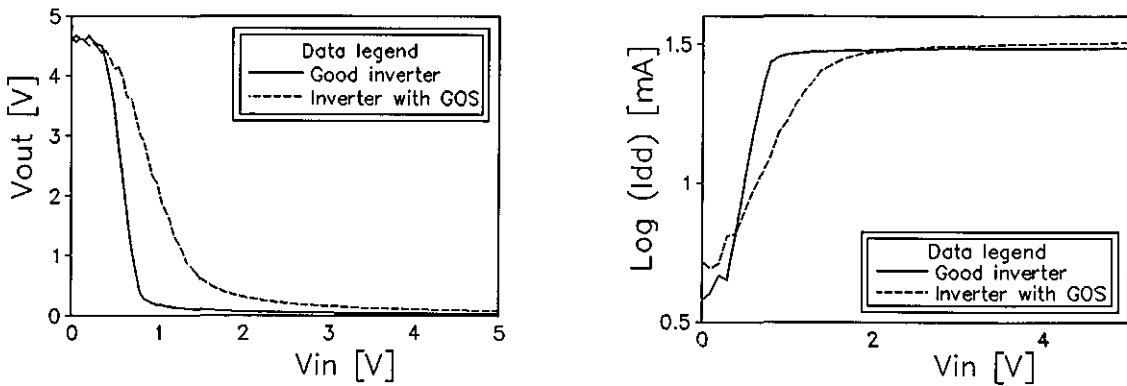 Vout [V]
5
4
3
2
1
0
Data legend
Good inverter
Inverter with GOS
0
1
2
3
4
5
Vin [V]
Log (Idd) [mA]
1.5
1
0.5
Data legend
Good inverter
Inverter with GOS
0
2
4
Vin [V]